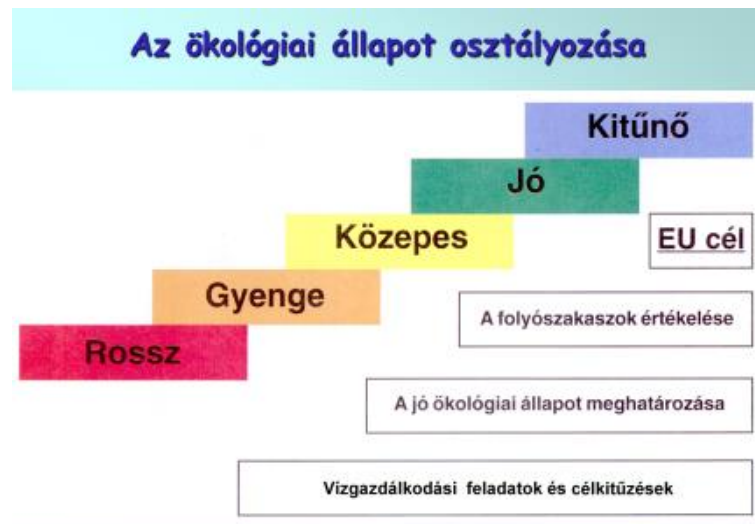 Az ökológiai állapot osztályozása
Kitűnő
Jó
Közepes
EU cél
Gyenge
A folyószakaszok értékelése
Rossz
A jó ökológiai állapot meghatározása
Vizgazdálkodási feladatok és célkitűzések